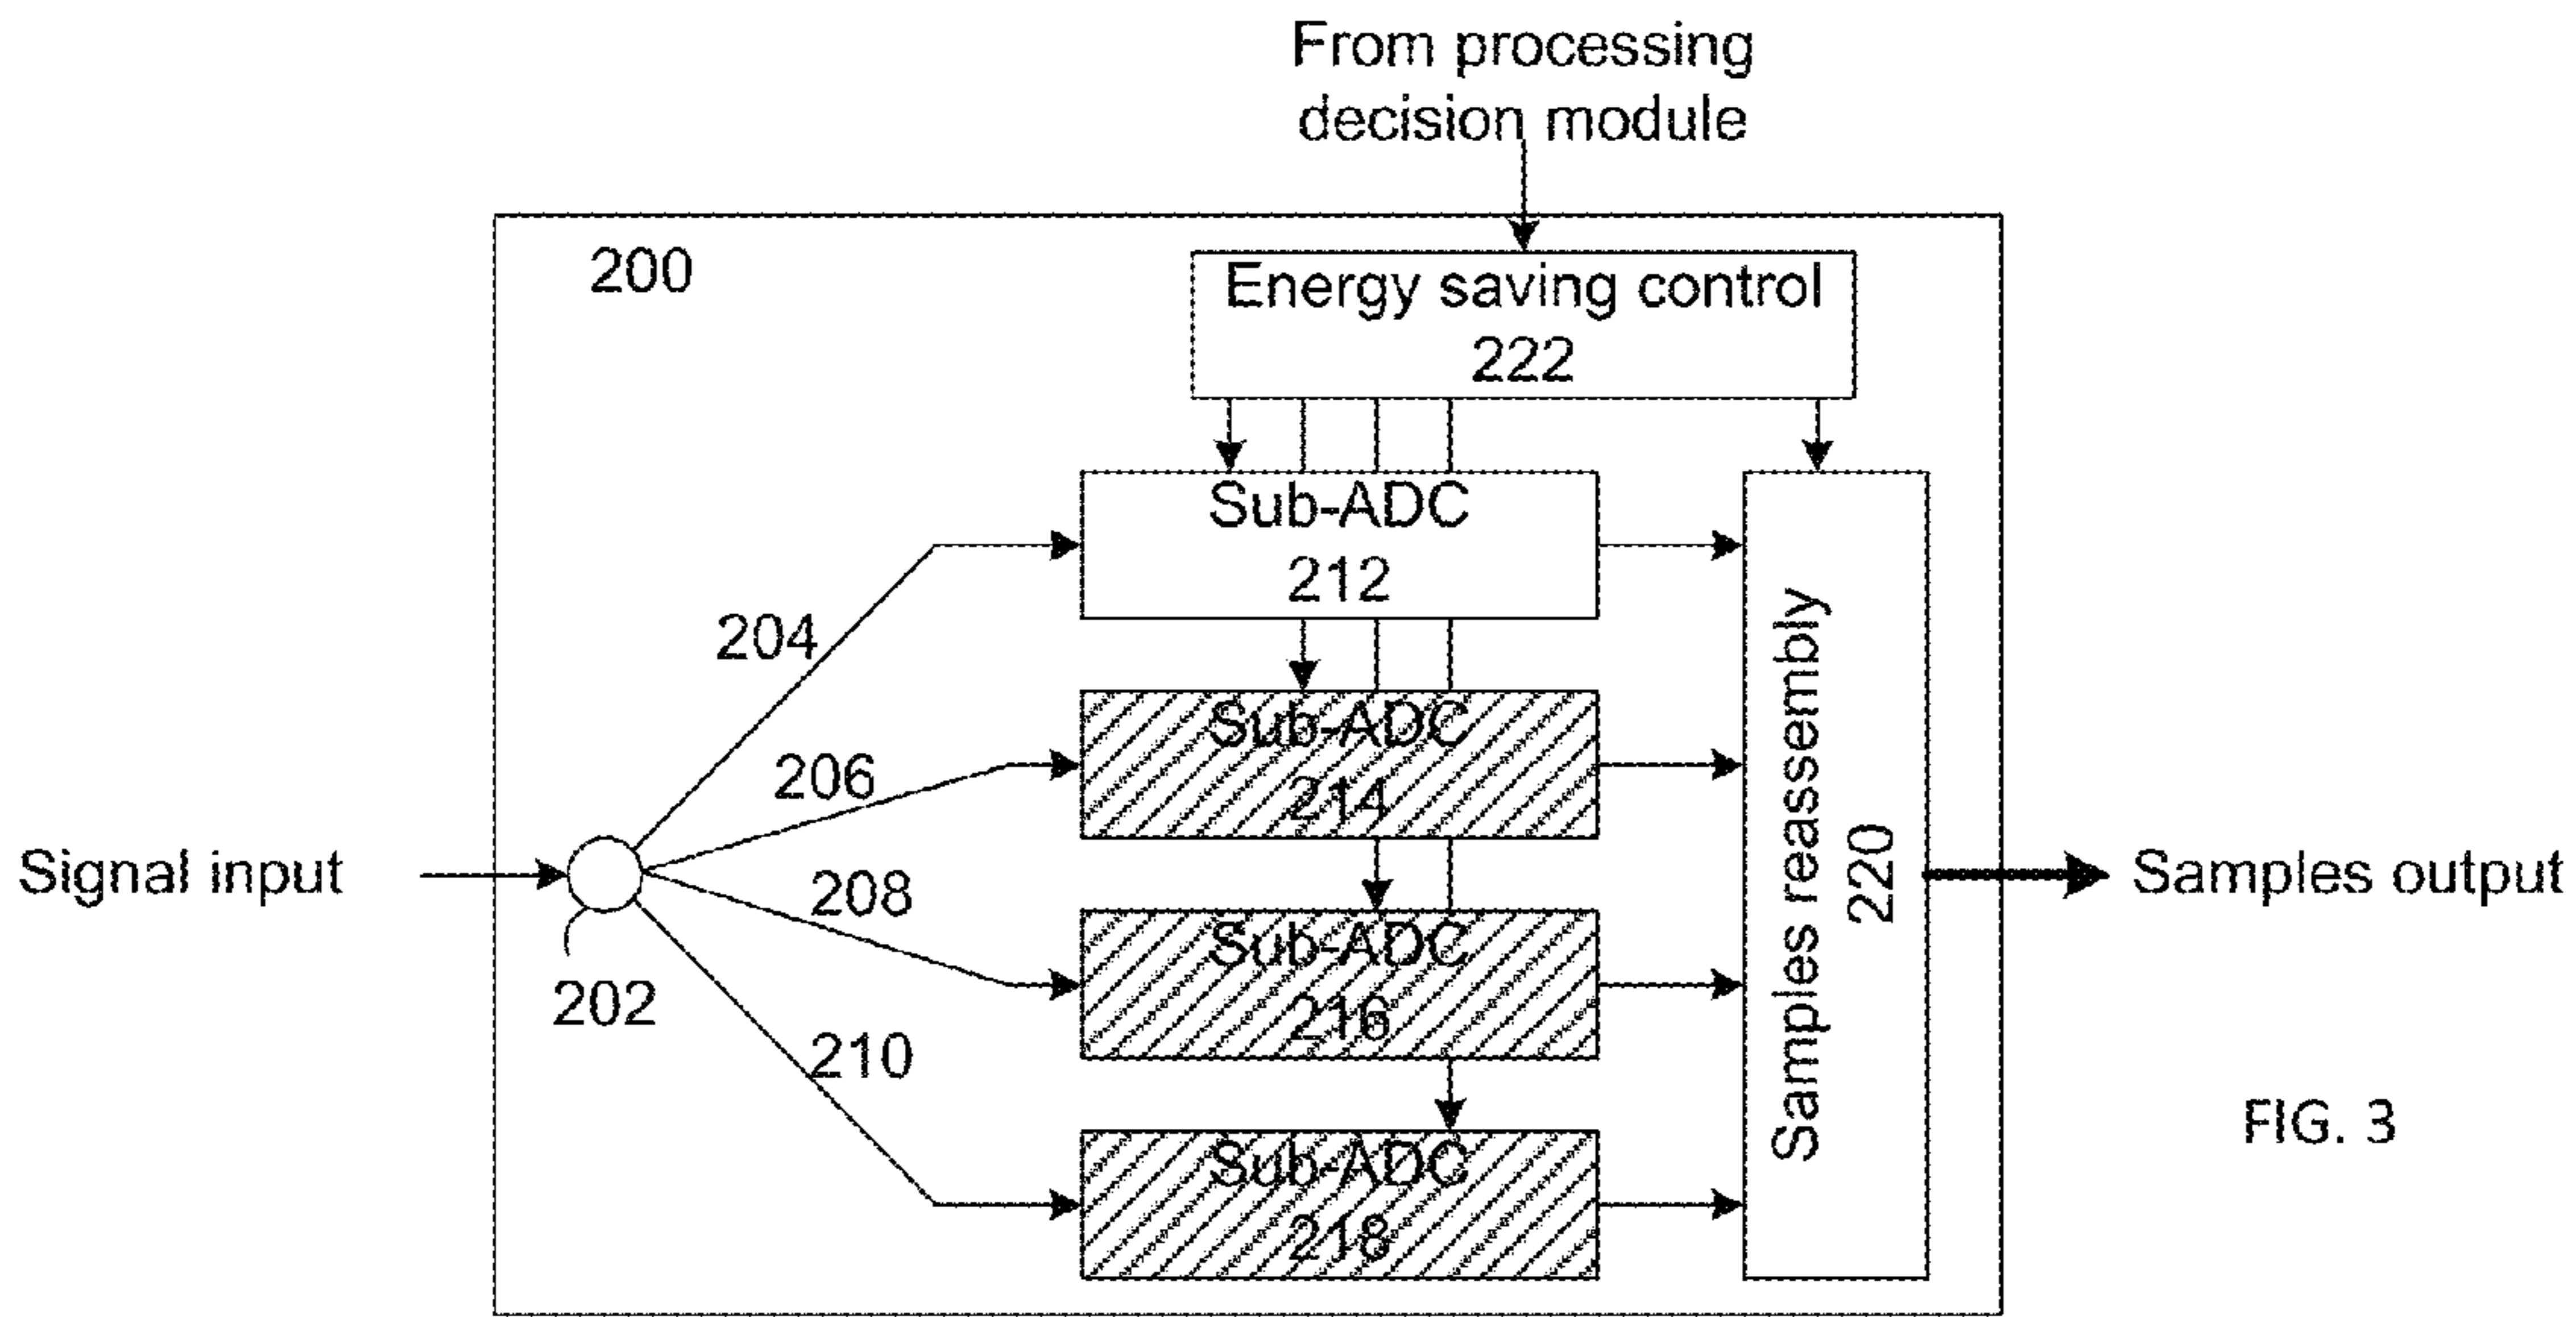 From processing
decision module
200
Energy saving control
222
Sub-ADC
212
204
Sub-ADC
214
206
Signal input
208
Sub-ADC
216
202
210
Sub-ADC
218
Samples reassembly
220
Samples output
FIG. 3